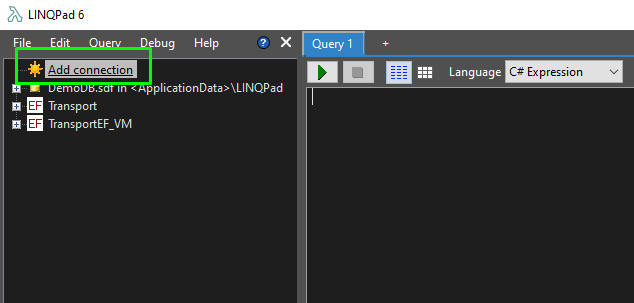 LINQPad 6
File Edit Query Debug Help ? Query 1 +
Add connection
Language C# Expression
DemoDB.sdf in <ApplicationData>\LINQPad
EF Transport
EF TransportEF_VM